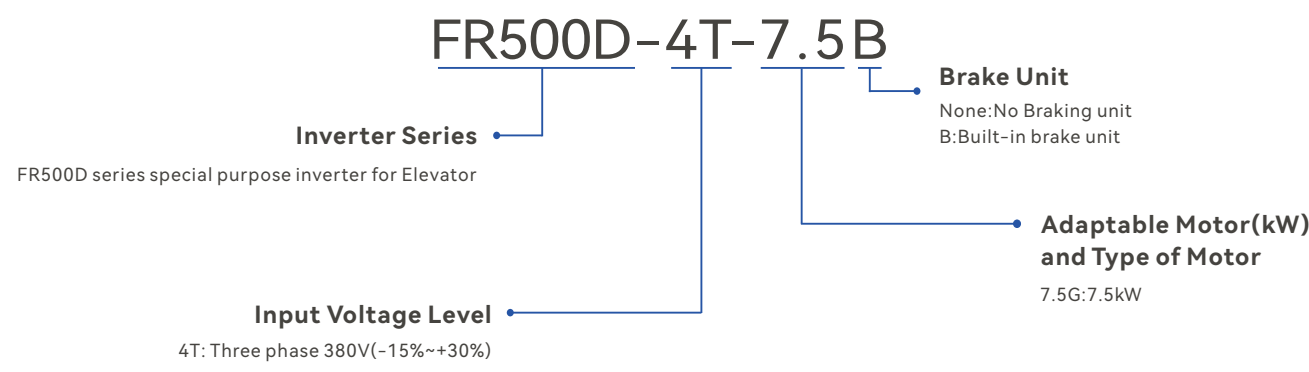 FR500D-4T-7.5B
Brake Unit
None:No Braking unit
B:Built-in brake unit
Inverter Series
FR500D series special purpose inverter for Elevator
Adaptable Motor(kW)
and Type of Motor
7.5G:7.5kW
Input Voltage Level
4T: Three phase 380V(-15%~+30%)